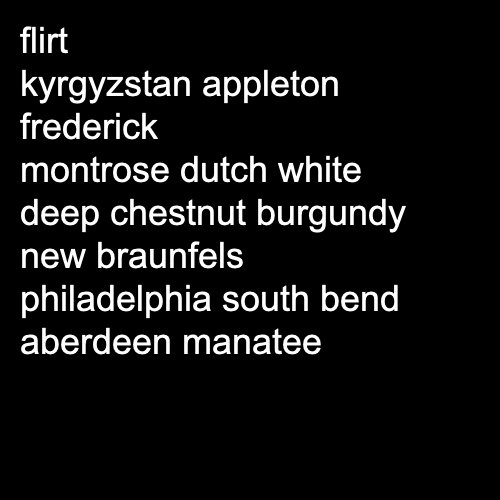 flirt
kyrgyzstan appleton
frederick
montrose dutch white
deep chestnut burgundy
new braunfels
philadelphia south bend
aberdeen manatee